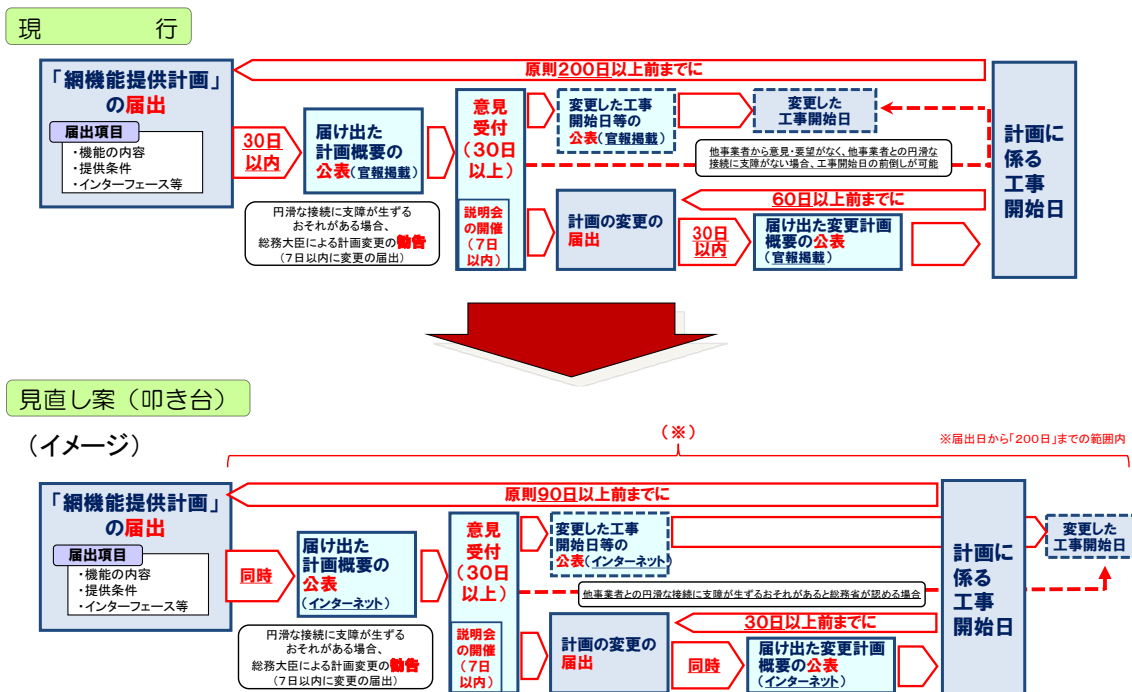 現　　　　行
原則200日以上前までに
「網機能提供計画」
の届出
届出項目
・機能の内容
・提供条件
・インターフェース等
30日
以内
届け出た
計画概要の
公表（官報掲載）
意見
受付
（30日
以上）
説明会
の開催
（7日
以内）
変更した工事
開始日等の
公表（官報掲載）
変更した
工事開始日
他事業者から意見・要望がなく、他事業者との円滑な
接続に支障がない場合、工事開始日の前倒しが可能
円滑な接続に支障が生ずる
おそれがある場合、
総務大臣による計画変更の勧告
（7日以内に変更の届出）
計画の変更の
届出
60日以上前までに
30日
以内
届け出た変更計画
概要の公表
（官報掲載）
計画に
係る
工事
開始日
見直し案（叩き台）
（イメージ）
（※）
※届出日から「200日」までの範囲内
原則90日以上前までに
「網機能提供計画」
の届出
届出項目
・機能の内容
・提供条件
・インターフェース等
同時
届け出た
計画概要の
公表
（インターネット）
意見
受付
（30日
以上）
説明会
の開催
（7日
以内）
変更した工事
開始日等の
公表（インターネット）
変更した
工事開始日
他事業者との円滑な接続に支障が生ずるおそれがあると総務省が認める場合
円滑な接続に支障が生ずる
おそれがある場合、
総務大臣による計画変更の勧告
（7日以内に変更の届出）
計画の変更の
届出
30日以上前までに
同時
届け出た変更計画
概要の公表
（インターネット）
計画に
係る
工事
開始日